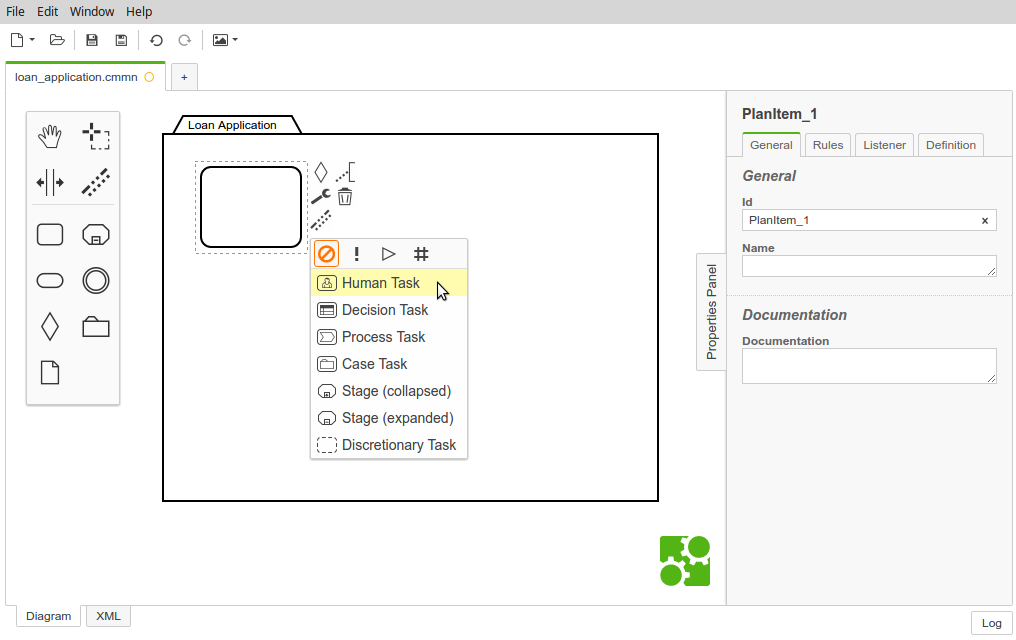 File Edit Window Help
loan_application.cmmn
+
Loan Application
Human Task
Decision Task
Process Task
Case Task
Stage (collapsed)
Stage (expanded)
Discretionary Task
Properties Panel
PlanItem_1
General Rules Listener Definition
General
Id
PlanItem_1 ×
Name
Documentation
Documentation
Diagram XML
Log